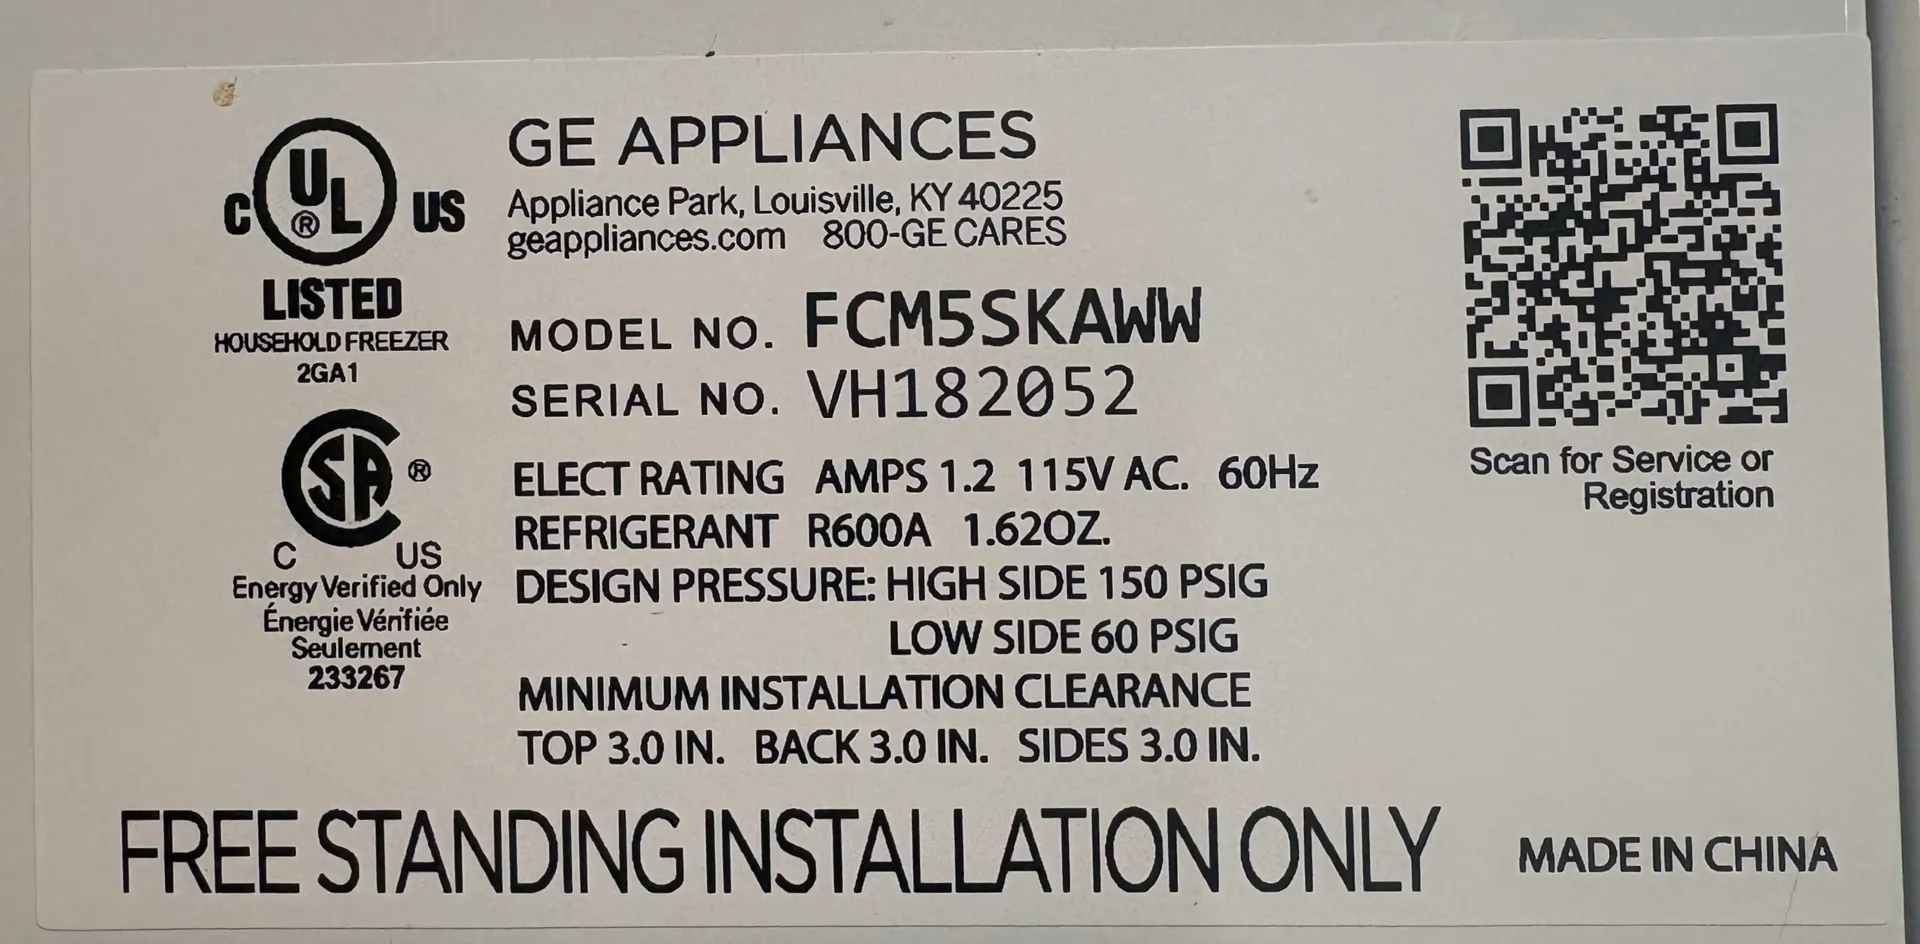 C UL ® US
LISTED
HOUSEHOLD FREEZER
2GA1
SA ®
C US
Energy Verified Only
Énergie Vérifiée
Seulement
233267
GE APPLIANCES
Appliance Park, Louisville, KY 40225
geappliances.com 800-GE CARES
MODEL NO. FCM5SKAWW
SERIAL NO. VH182052
ELECT RATING AMPS 1.2 115V AC. 60Hz
REFRIGERANT R600A 1.62OZ.
DESIGN PRESSURE: HIGH SIDE 150 PSIG
LOW SIDE 60 PSIG
MINIMUM INSTALLATION CLEARANCE
TOP 3.0 IN. BACK 3.0 IN. SIDES 3.0 IN.
Scan for Service or
Registration
FREE STANDING INSTALLATION ONLY
MADE IN CHINA